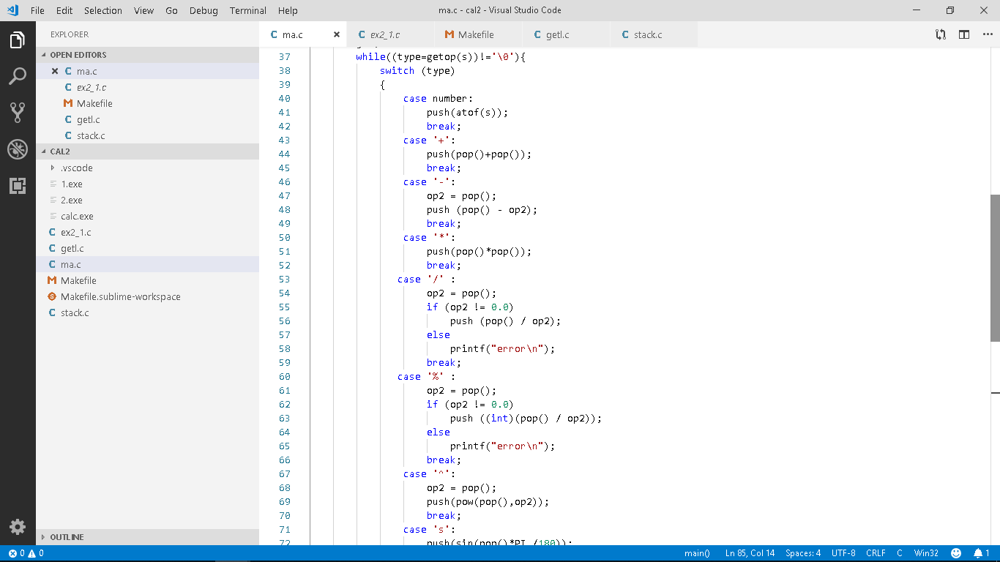 File Edit Selection View Go Debug Terminal Help
ma.c - cal2 - Visual Studio Code
EXPLORER
OPEN EDITORS
ma.c
ex2_1.c
Makefile
getl.c
stack.c
CAL2
.vscode
1.exe
2.exe
calc.exe
ex2_1.c
getl.c
ma.c
Makefile
Makefile.sublime-workspace
stack.c
OUTLINE
ma.c ex2_1.c Makefile getl.c stack.c
37 while((type=getop(s))!='\0'){
38 switch (type)
39 {
40 case number:
41 push(atof(s));
42 break;
43 case '+':
44 push(pop()+pop());
45 break;
46 case '-':
47 op2 = pop();
48 push (pop() - op2);
49 break;
50 case '*':
51 push(pop()*pop());
52 break;
53 case '/' :
54 op2 = pop();
55 if (op2 != 0.0)
56 push (pop() / op2);
57 else
58 printf("error\n");
59 break;
60 case '%' :
61 op2 = pop();
62 if (op2 != 0.0)
63 push ((int)(pop() / op2));
64 else
65 printf("error\n");
66 break;
67 case '^':
68 op2 = pop();
69 push(pow(pop(),op2));
70 break;
71 case 's':
72 push(sin(pop()*PI /180));
0 0 main() Ln 85, Col 14 Spaces: 4 UTF-8 CRLF C Win32 1